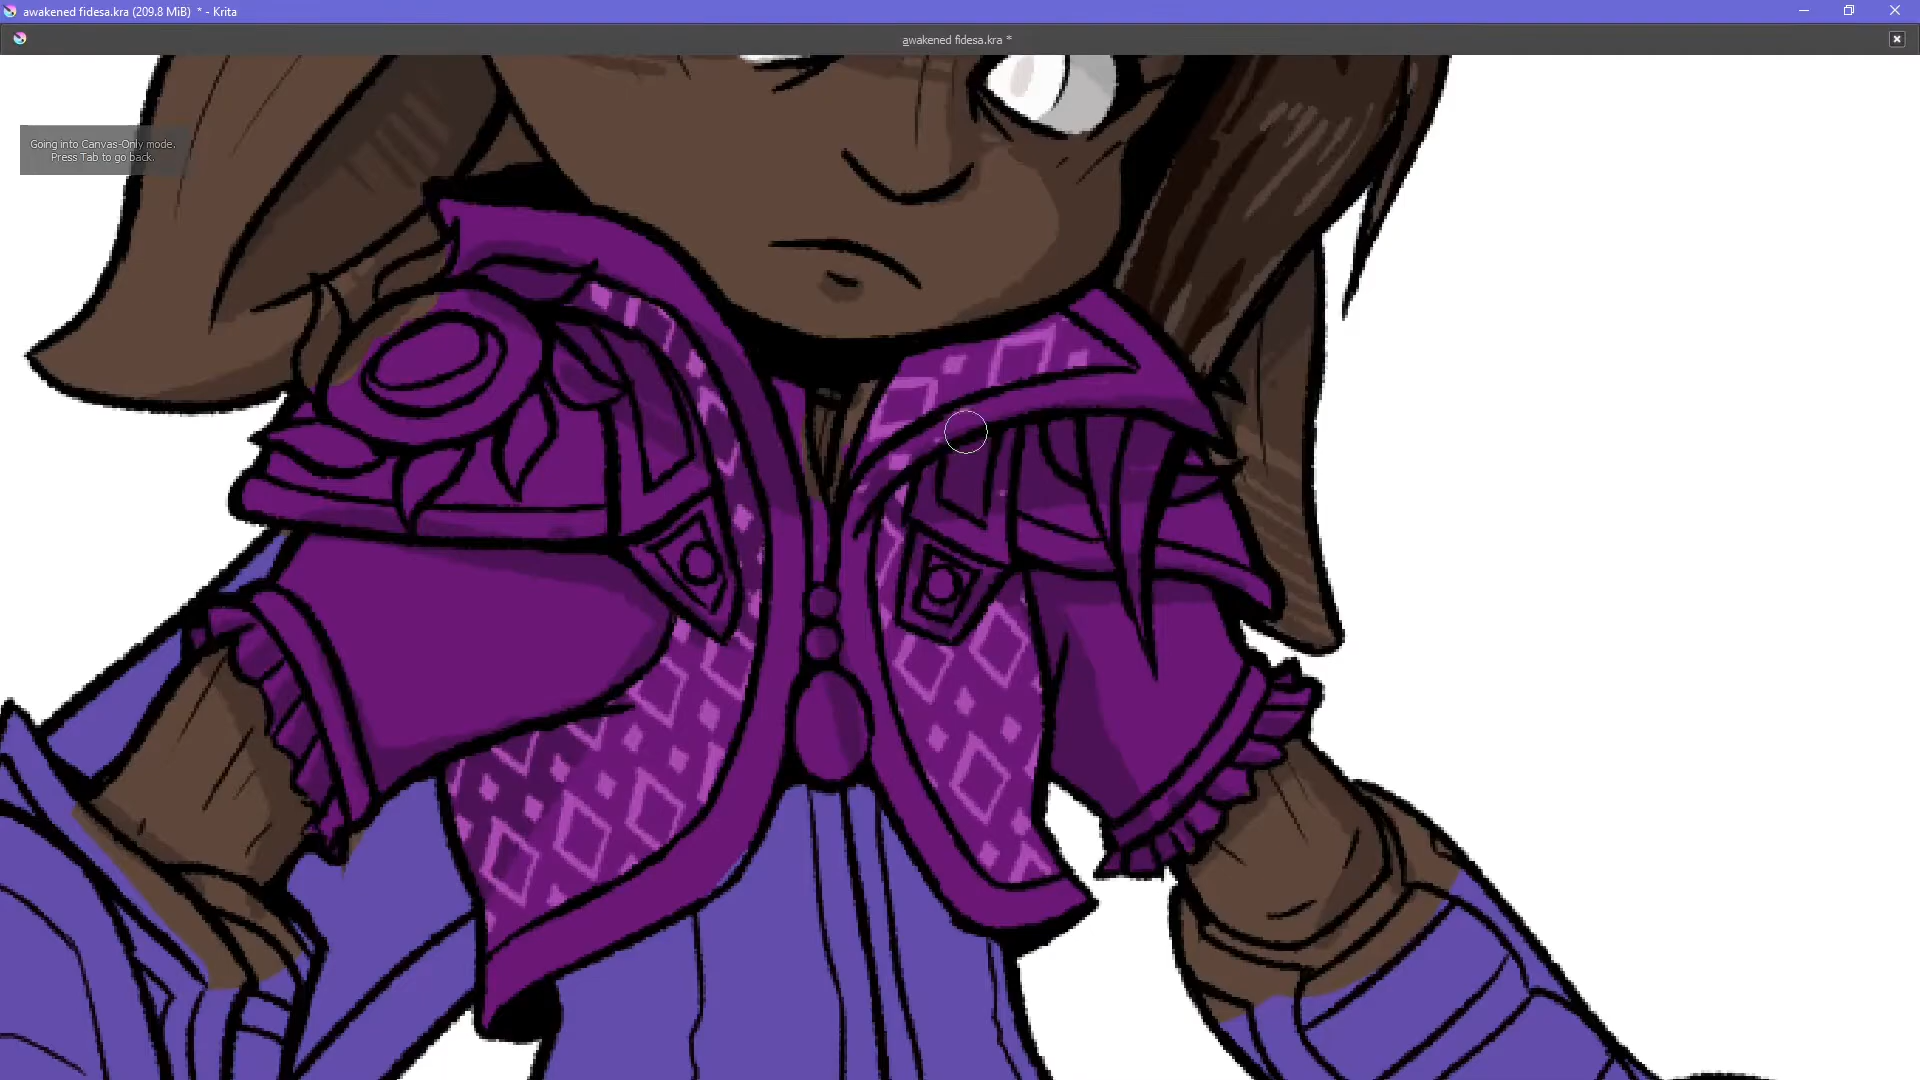 awakened fidesa.kra (209.8 MiB) * - Krita
awakened fidesa.kra *
Going into Canvas-Only mode.
Press Tab to go back.